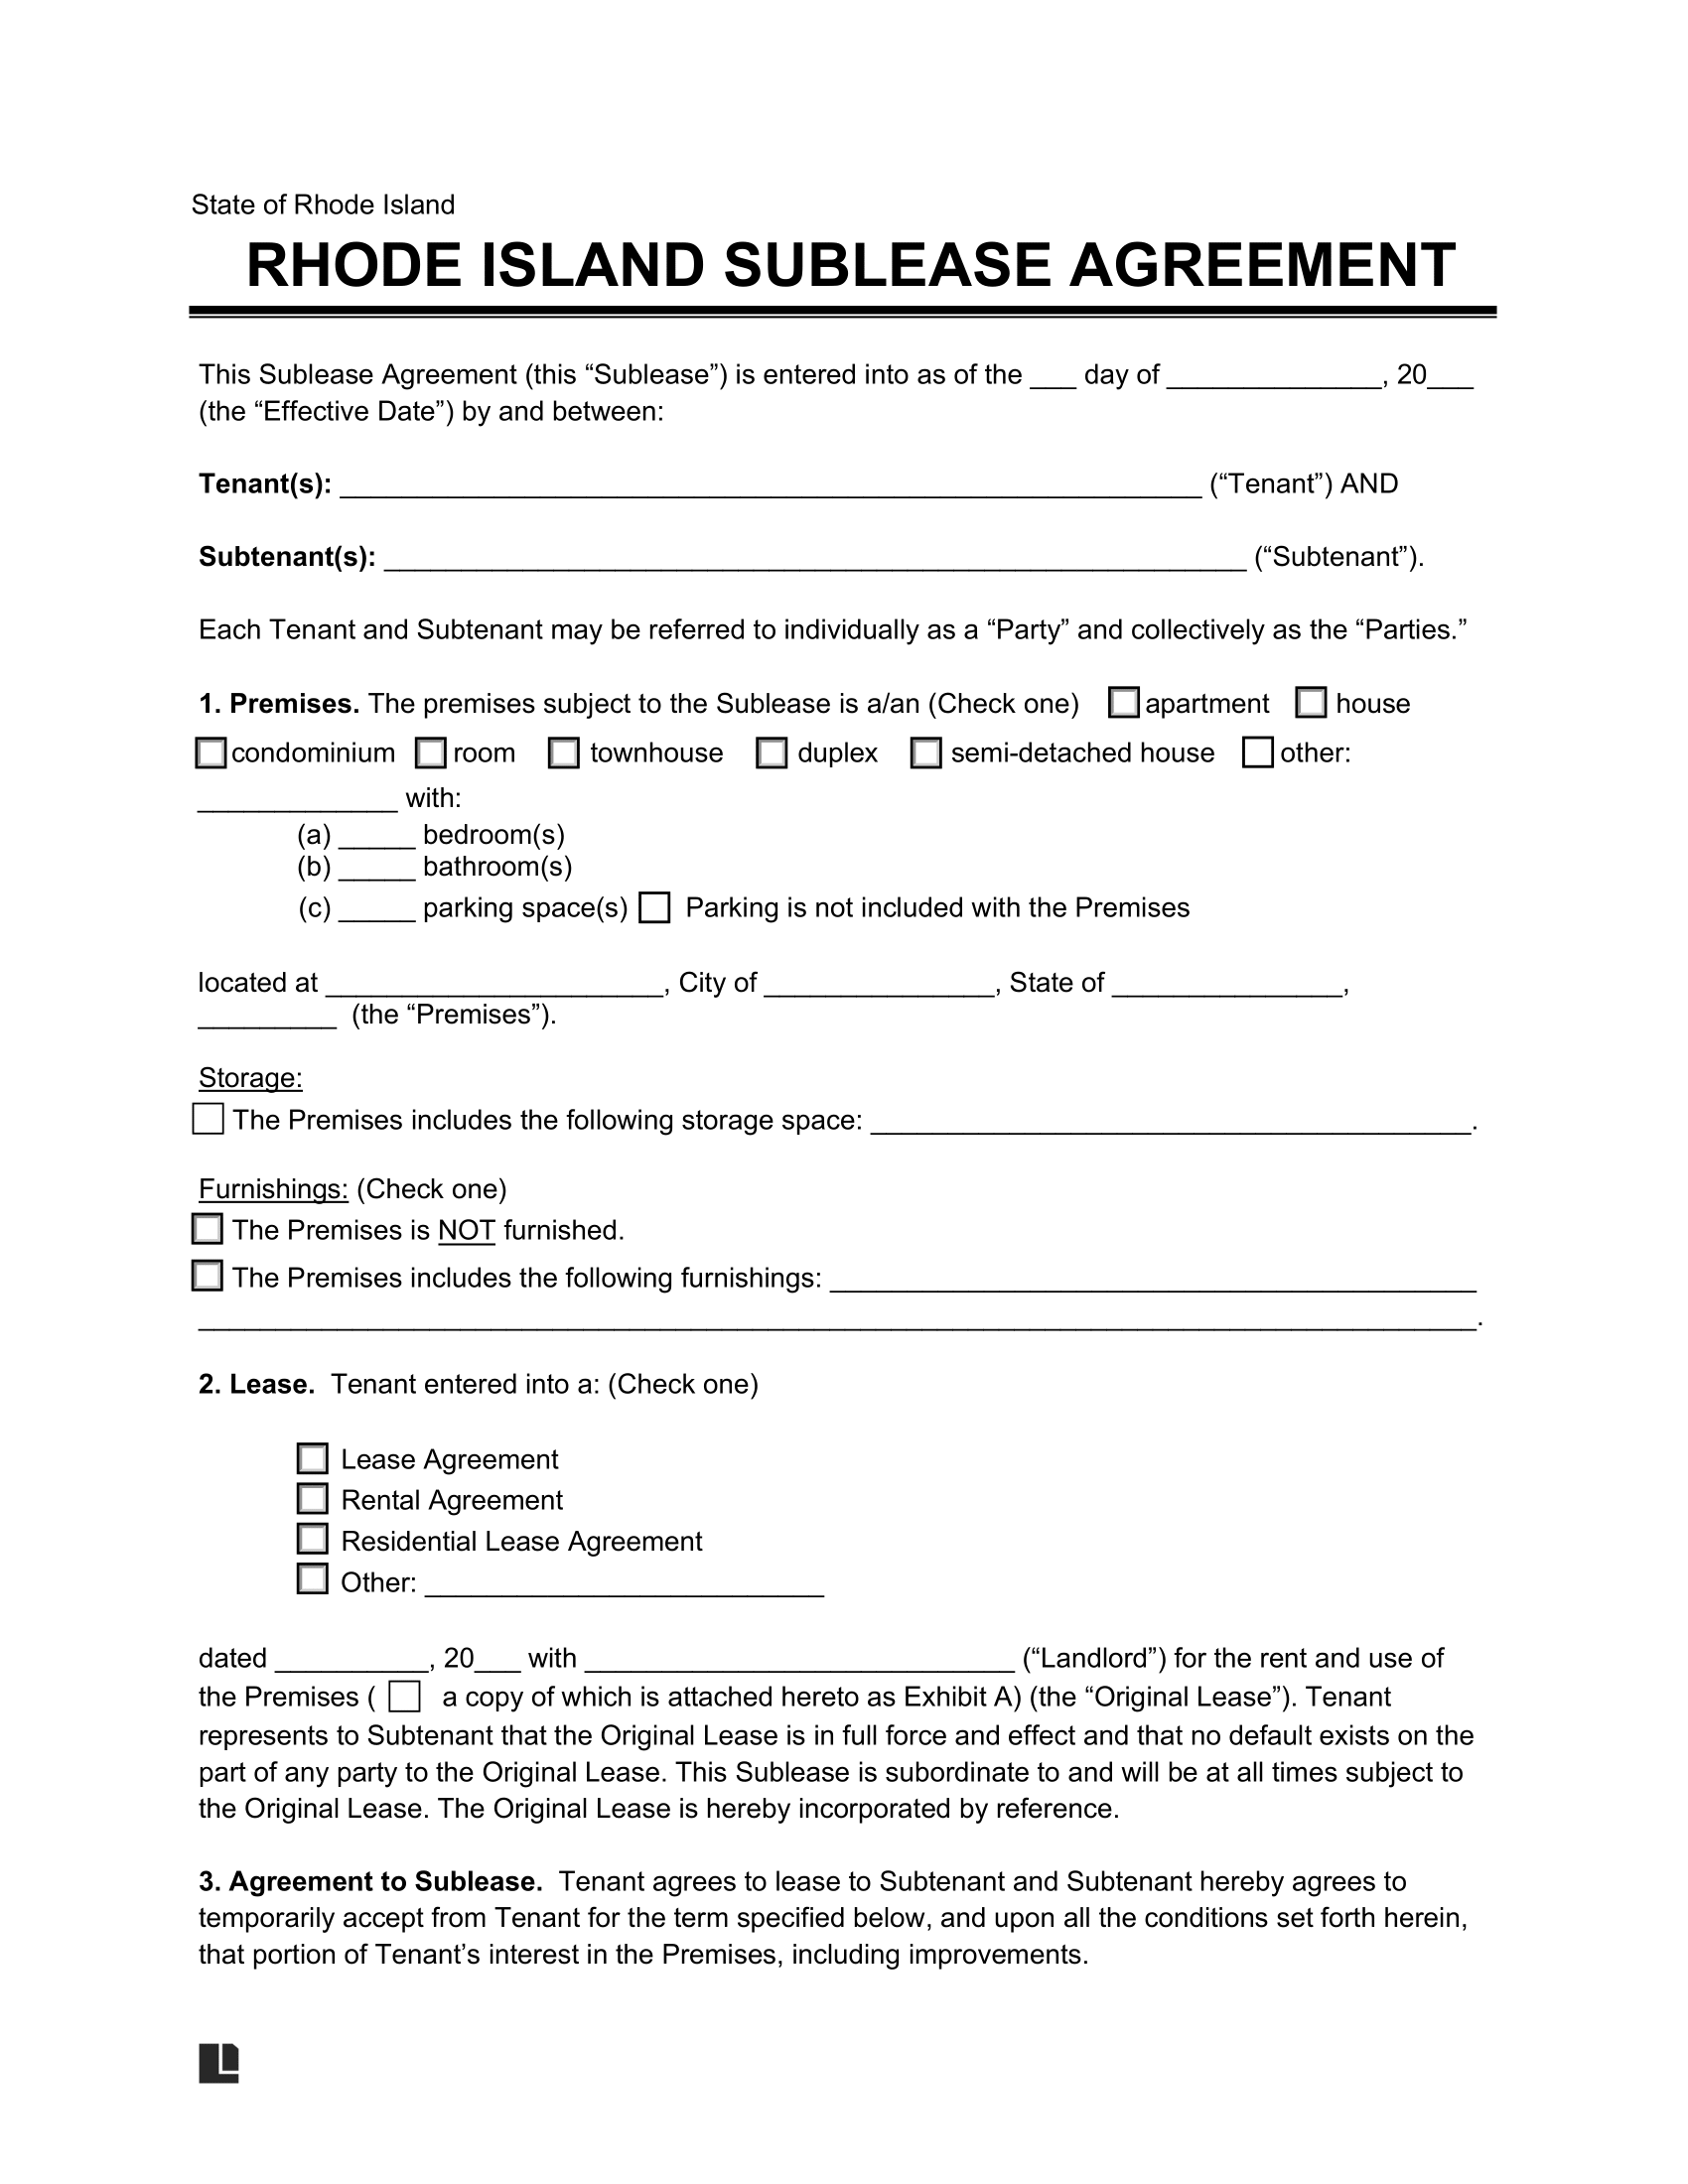 State of Rhode Island
RHODE ISLAND SUBLEASE AGREEMENT
This Sublease Agreement (this “Sublease”) is entered into as of the ___ day of ______________, 20___
(the “Effective Date”) by and between:
Tenant(s): ________________________________________________________ (“Tenant”) AND
Subtenant(s): ________________________________________________________ (“Subtenant”).
Each Tenant and Subtenant may be referred to individually as a “Party” and collectively as the “Parties.”
1. Premises. The premises subject to the Sublease is a/an (Check one) ☐ apartment ☐ house
☐ condominium ☐ room ☐ townhouse ☐ duplex ☐ semi-detached house ☐ other:
_____________ with:
(a) _____ bedroom(s)
(b) _____ bathroom(s)
(c) _____ parking space(s) ☐ Parking is not included with the Premises
located at ______________________, City of _______________, State of _______________,
_________ (the “Premises”).
Storage:
☐ The Premises includes the following storage space: _______________________________________.
Furnishings: (Check one)
☐ The Premises is NOT furnished.
☐ The Premises includes the following furnishings: __________________________________________
___________________________________________________________________________________.
2. Lease. Tenant entered into a: (Check one)
☐ Lease Agreement
☐ Rental Agreement
☐ Residential Lease Agreement
☐ Other: __________________________
dated __________, 20___ with ____________________________ (“Landlord”) for the rent and use of
the Premises ( ☐ a copy of which is attached hereto as Exhibit A) (the “Original Lease”). Tenant
represents to Subtenant that the Original Lease is in full force and effect and that no default exists on the
part of any party to the Original Lease. This Sublease is subordinate to and will be at all times subject to
the Original Lease. The Original Lease is hereby incorporated by reference.
3. Agreement to Sublease. Tenant agrees to lease to Subtenant and Subtenant hereby agrees to
temporarily accept from Tenant for the term specified below, and upon all the conditions set forth herein,
that portion of Tenant’s interest in the Premises, including improvements.